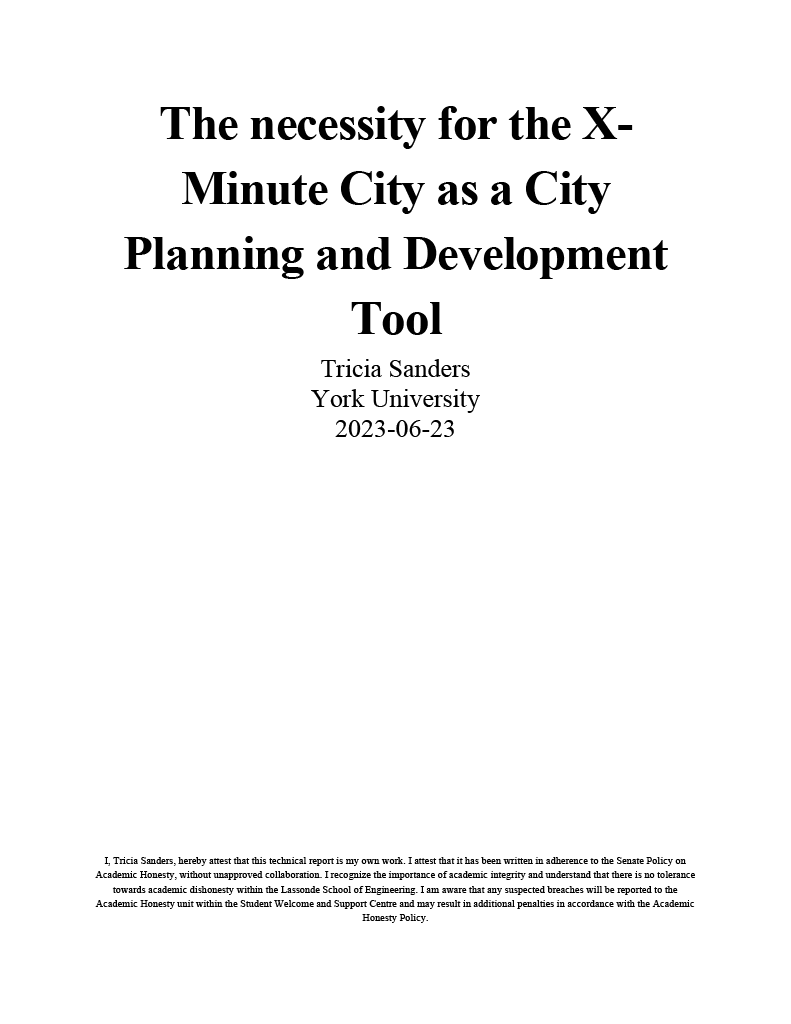 The necessity for the X-
Minute City as a City
Planning and Development
Tool
Tricia Sanders
York University
2023-06-23
I, Tricia Sanders, hereby attest that this technical report is my own work. I attest that it has been written in adherence to the Senate Policy on
Academic Honesty, without unapproved collaboration. I recognize the importance of academic integrity and understand that there is no tolerance
towards academic dishonesty within the Lassonde School of Engineering. I am aware that any suspected breaches will be reported to the
Academic Honesty unit within the Student Welcome and Support Centre and may result in additional penalties in accordance with the Academic
Honesty Policy.